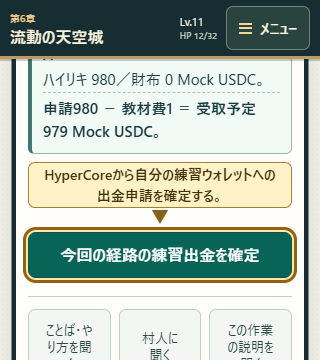 第6章
流動の天空城
Lv.11
HP 12/32
メニュー
ハイリキ 980／財布 0 Mock USDC。
申請980 － 教材費1 ＝ 受取予定
979 Mock USDC。
HyperCoreから自分の練習ウォレットへの
出金申請を確定する。
今回の経路の練習出金を確定
ことば・や
り方を聞
村人に
聞く
この作業
の説明を